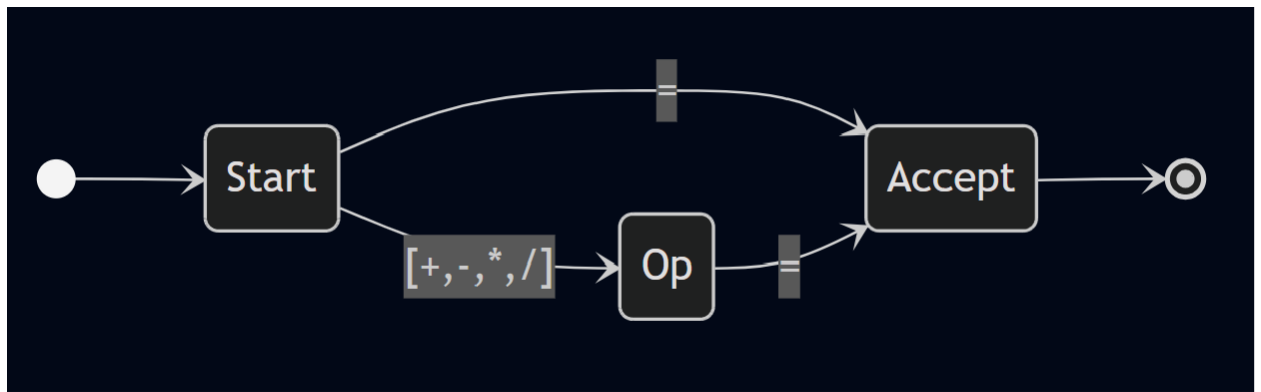 =
Start
Accept
[+,-,*,/]
Op
=